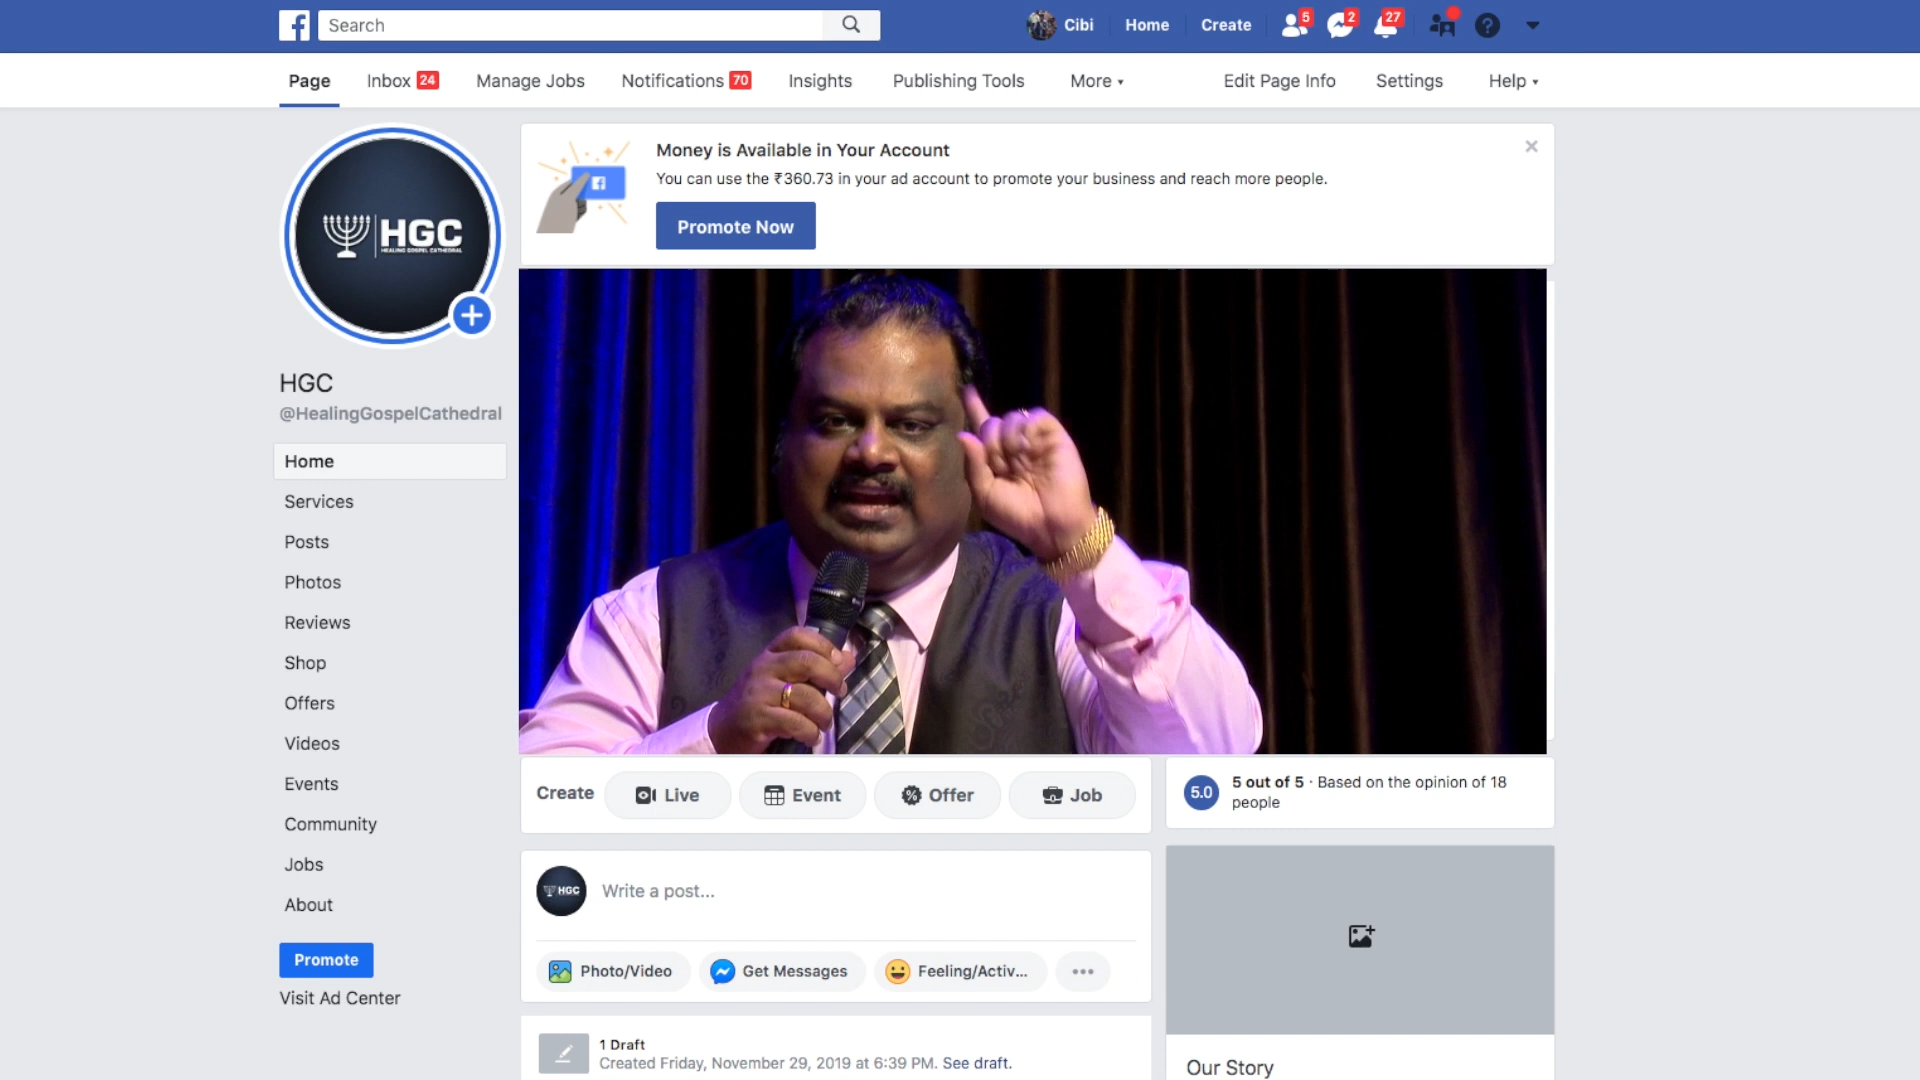 Search
Cibi
Home
Create
5
2
27
Page
Inbox 24
Manage Jobs
Notifications 70
Insights
Publishing Tools
More
Edit Page Info
Settings
Help
Money is Available in Your Account
You can use the ₹360.73 in your ad account to promote your business and reach more people.
Promote Now
HGC
HEALING GOSPEL CATHEDRAL
HGC
@HealingGospelCathedral
Home
Services
Posts
Photos
Reviews
Shop
Offers
Videos
Events
Community
Jobs
About
Promote
Visit Ad Center
Create
Live
Event
Offer
Job
5.0
5 out of 5 · Based on the opinion of 18
people
HGC
Write a post...
Photo/Video
Get Messages
Feeling/Activ...
1 Draft
Created Friday, November 29, 2019 at 6:39 PM. See draft.
Our Story